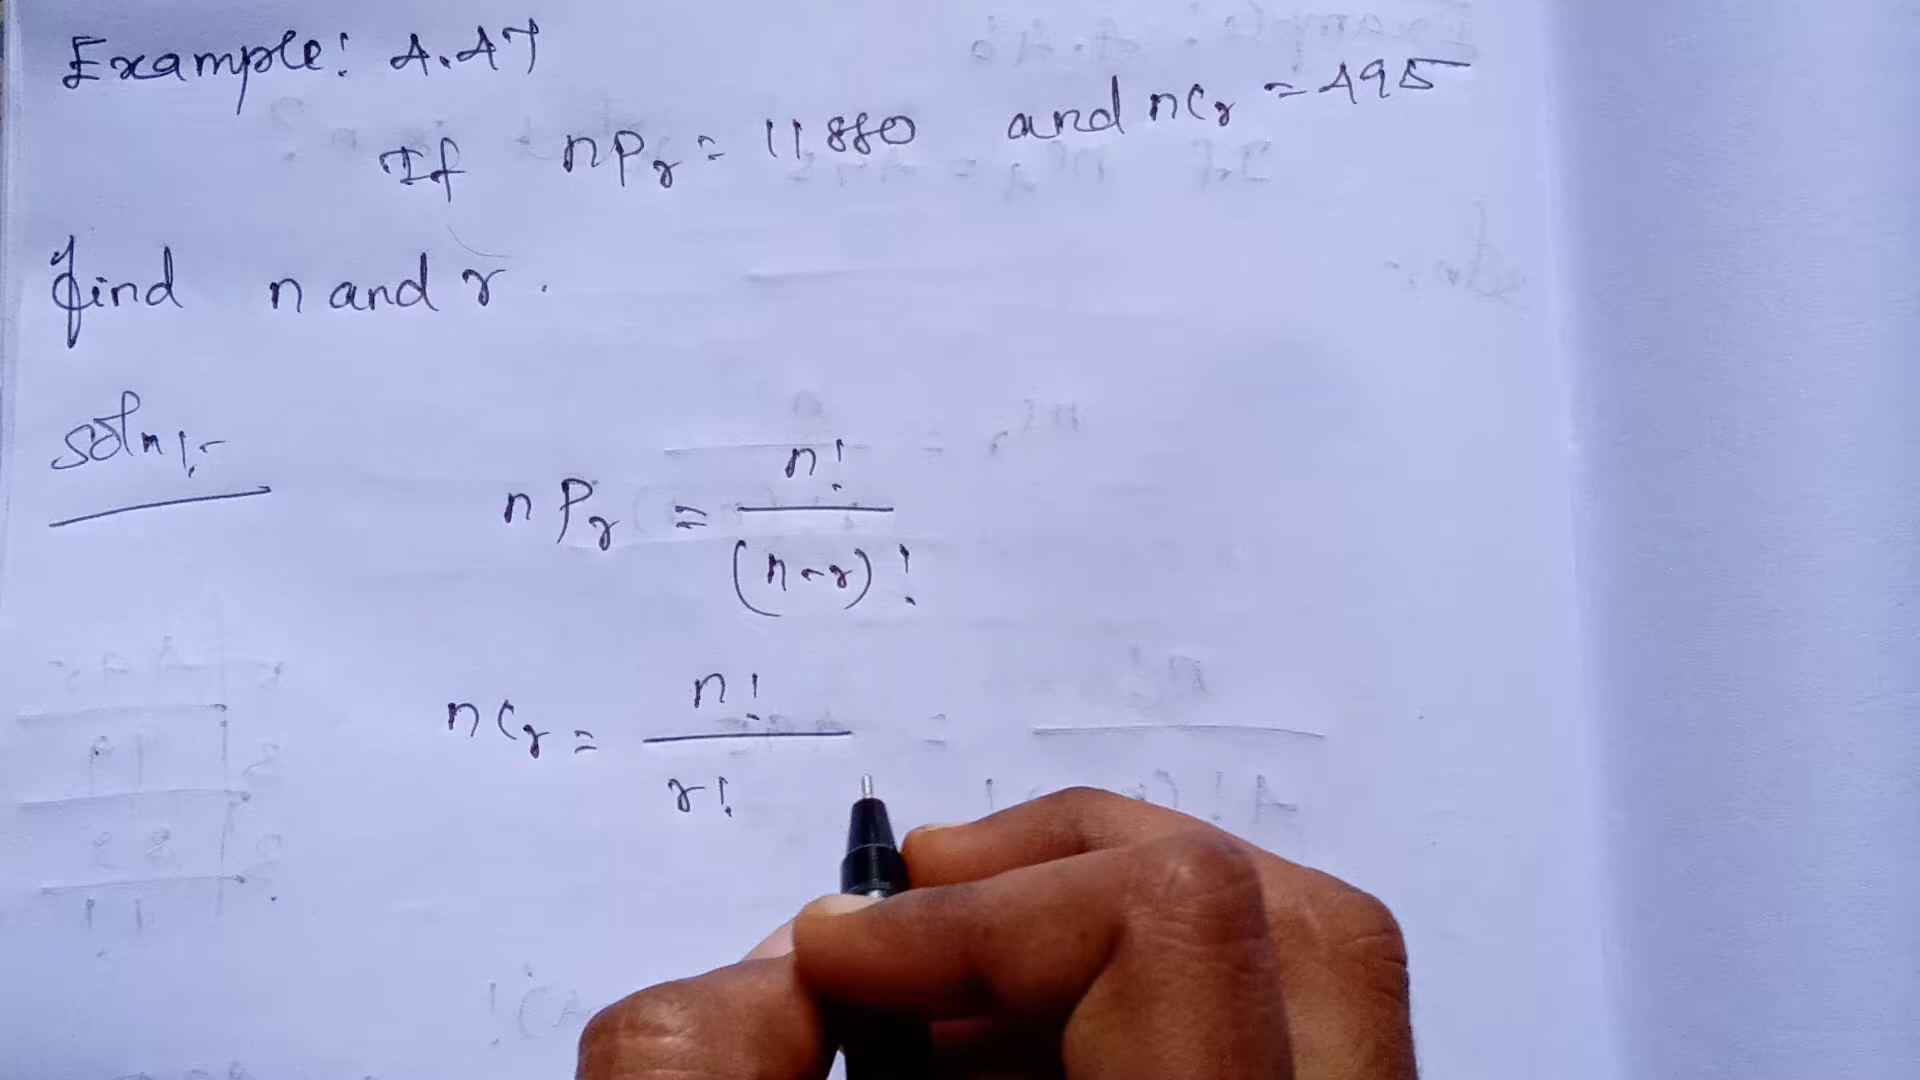 Example: 4.47
If nPr = 11880 and nCr = 495
find n and r.
soln:-
nPr = n! / (n-r)!
nCr = n! / r!